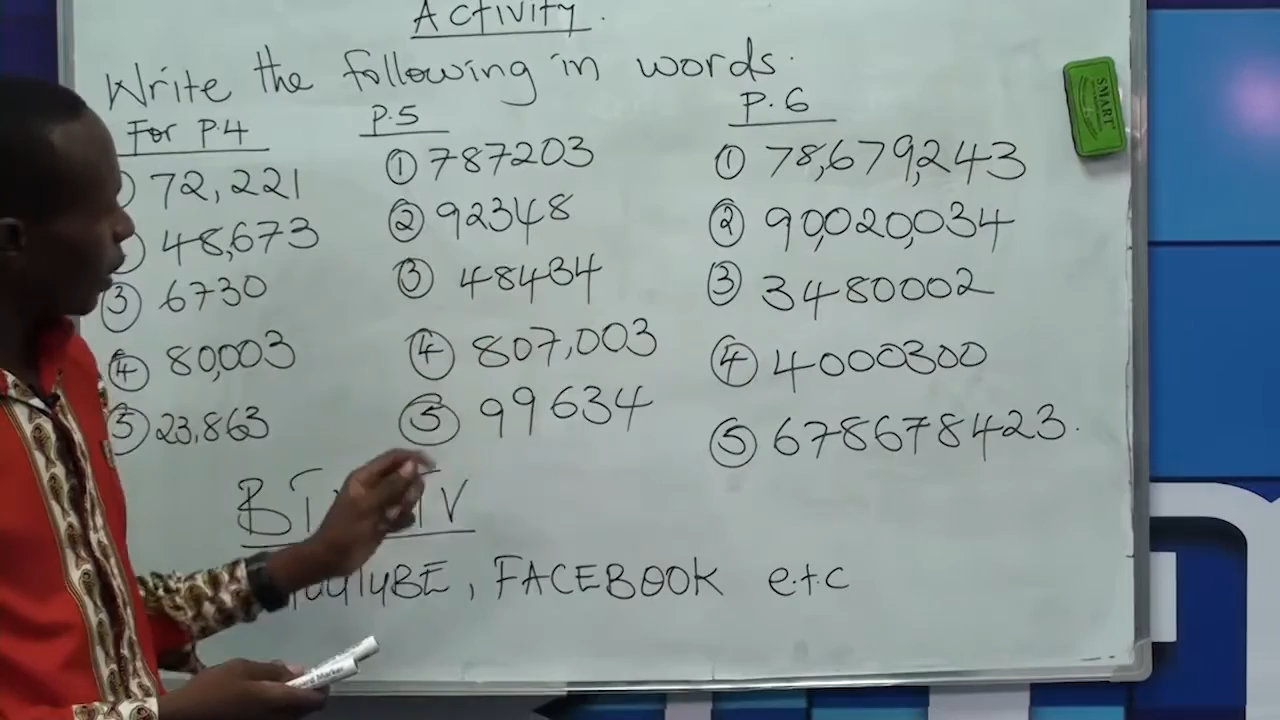 Activity.
Write the following in words.
For P.4
72,221
48,673
③ 6730
④ 80,003
⑤ 23,863
P.5
① 787203
② 92348
③ 48434
④ 807,003
⑤ 99634
P.6
① 78,679,243
② 90,020,034
③ 3480002
④ 4000300
⑤ 678678423.
TV
FACEBOOK etc
SMART